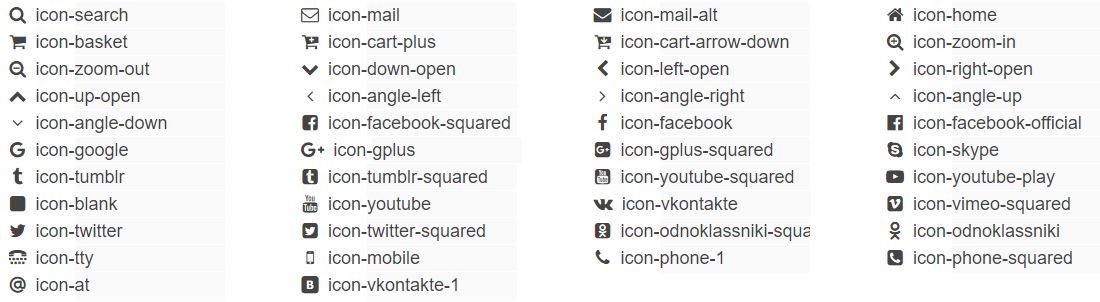 icon-search icon-mail icon-mail-alt icon-home
icon-basket icon-cart-plus icon-cart-arrow-down icon-zoom-in
icon-zoom-out icon-down-open icon-left-open icon-right-open
icon-up-open icon-angle-left icon-angle-right icon-angle-up
icon-angle-down icon-facebook-squared icon-facebook icon-facebook-official
icon-google icon-gplus icon-gplus-squared icon-skype
icon-tumblr icon-tumblr-squared icon-youtube-squared icon-youtube-play
icon-blank icon-youtube icon-vkontakte icon-vimeo-squared
icon-twitter icon-twitter-squared icon-odnoklassniki-squa icon-odnoklassniki
icon-tty icon-mobile icon-phone-1 icon-phone-squared
icon-at icon-vkontakte-1